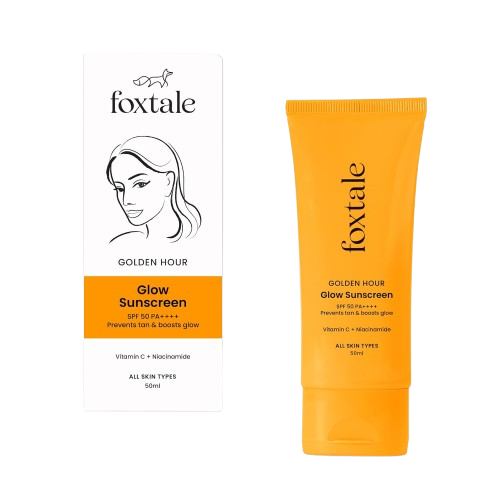 foxtale
GOLDEN HOUR
Glow
Sunscreen
SPF 50 PA++++
Prevents tan & boosts glow
Vitamin C + Niacinamide
ALL SKIN TYPES
50ml
foxtale
GOLDEN HOUR
Glow Sunscreen
SPF 50 PA++++
Prevents tan & boosts glow
Vitamin C + Niacinamide
ALL SKIN TYPES
50ml